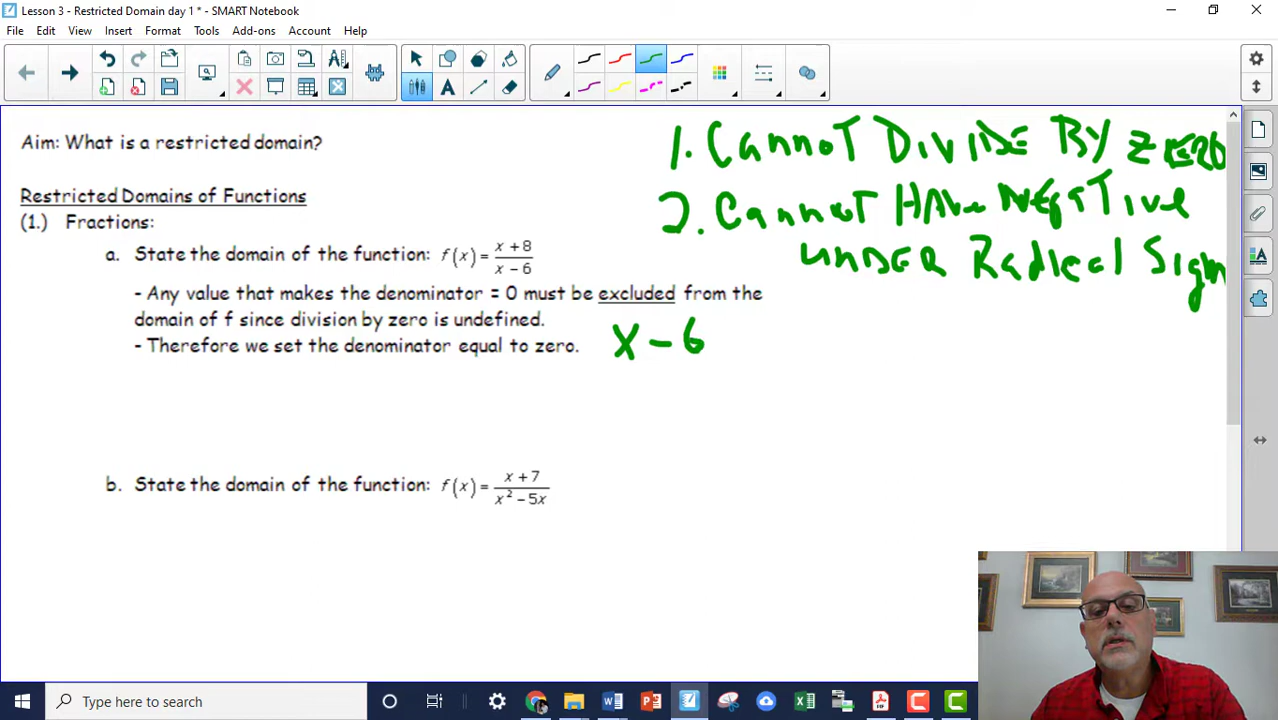 Lesson 3 - Restricted Domain day 1 * - SMART Notebook
File Edit View Insert Format Tools Add-ons Account Help
Aim: What is a restricted domain?
1. Cannot Divide By Zero
2. Cannot Have Negative
under Radical Sign
Restricted Domains of Functions
(1.) Fractions:
a. State the domain of the function: f(x) = (x + 8)/(x − 6)
- Any value that makes the denominator = 0 must be excluded from the
domain of f since division by zero is undefined.
- Therefore we set the denominator equal to zero. x − 6
b. State the domain of the function: f(x) = (x + 7)/(x² − 5x)
Type here to search